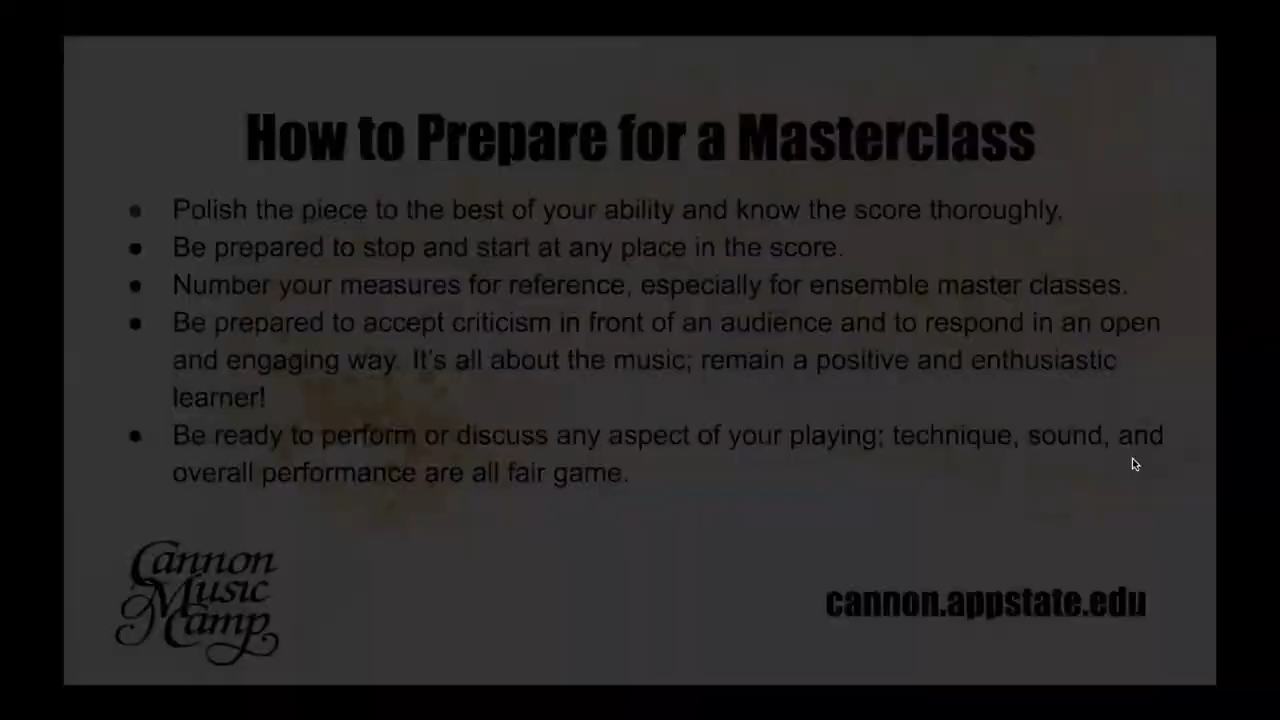 How to Prepare for a Masterclass
● Polish the piece to the best of your ability and know the score thoroughly.
● Be prepared to stop and start at any place in the score.
● Number your measures for reference, especially for ensemble master classes.
● Be prepared to accept criticism in front of an audience and to respond in an open
and engaging way. It's all about the music; remain a positive and enthusiastic
learner!
● Be ready to perform or discuss any aspect of your playing; technique, sound, and
overall performance are all fair game.
Cannon
Music
Camp
cannon.appstate.edu